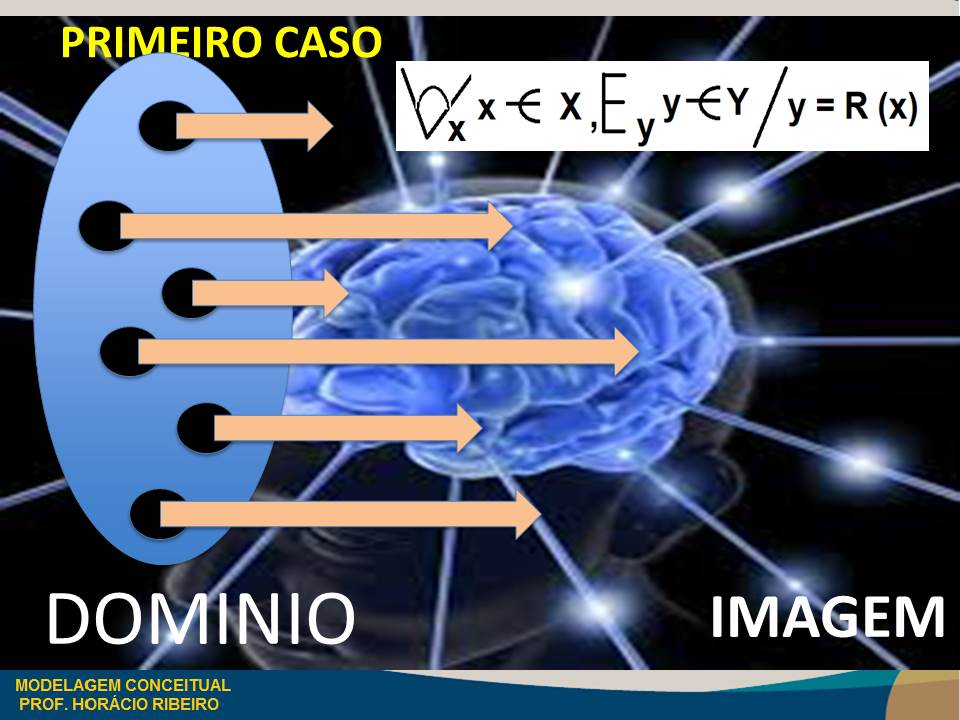 PRIMEIRO CASO
∀x x ∈ X, E y y ∈ Y / y = R (x)
DOMINIO
IMAGEM
MODELAGEM CONCEITUAL
PROF. HORÁCIO RIBEIRO